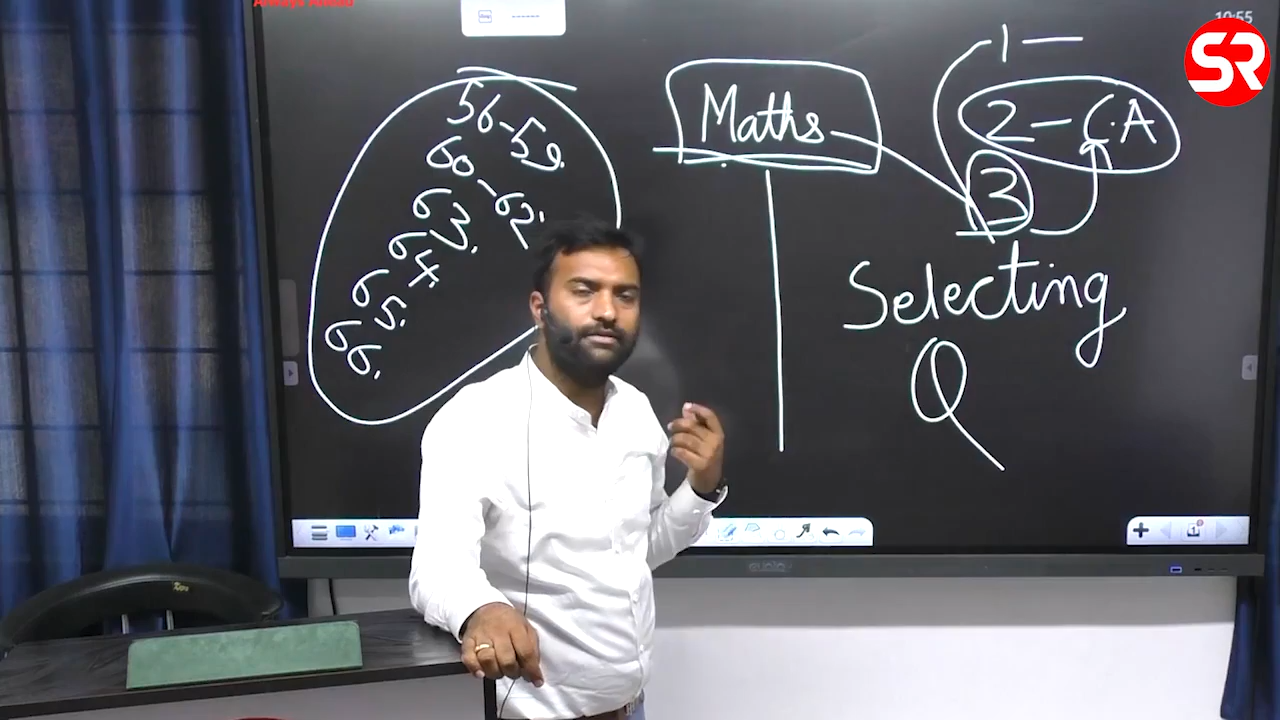 10:55
SR
56-59.
60-62.
63.
64.
65.
66.
Maths
1 —
2 — C.A
3
Selecting
Q